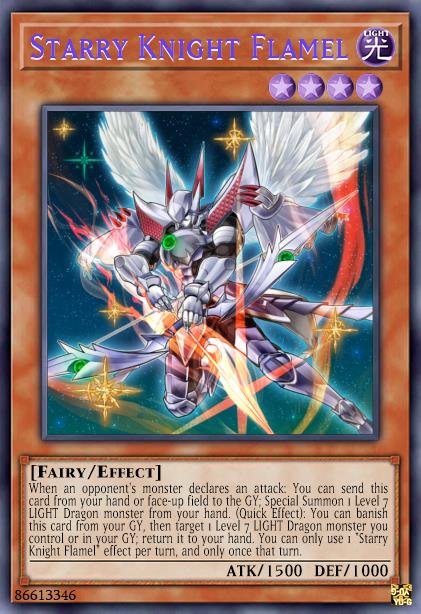 STARRY KNIGHT FLAMEL
LIGHT
光
[FAIRY/EFFECT]
When an opponent's monster declares an attack: You can send this
card from your hand or face-up field to the GY; Special Summon 1 Level 7
LIGHT Dragon monster from your hand. (Quick Effect): You can banish
this card from your GY, then target 1 Level 7 LIGHT Dragon monster you
control or in your GY; return it to your hand. You can only use 1 "Starry
Knight Flamel" effect per turn, and only once that turn.
ATK/1500 DEF/1000
86613346